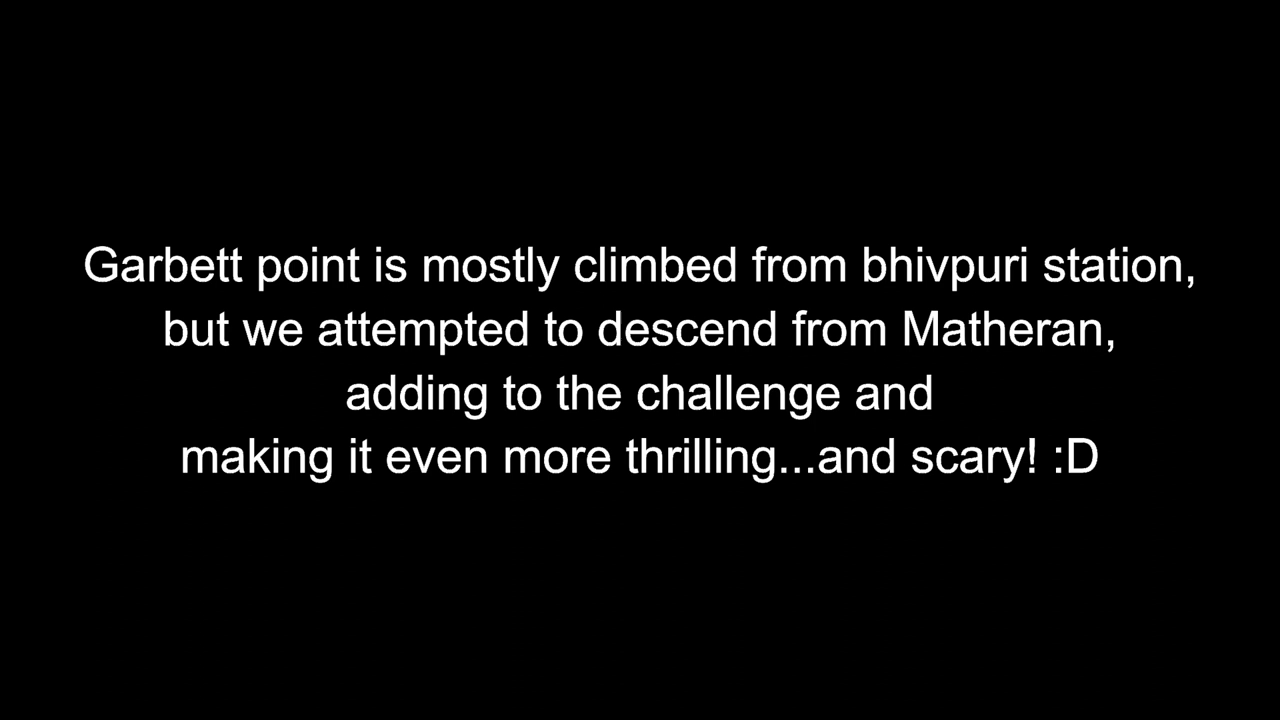 Garbett point is mostly climbed from bhivpuri station,
but we attempted to descend from Matheran,
adding to the challenge and
making it even more thrilling...and scary! :D